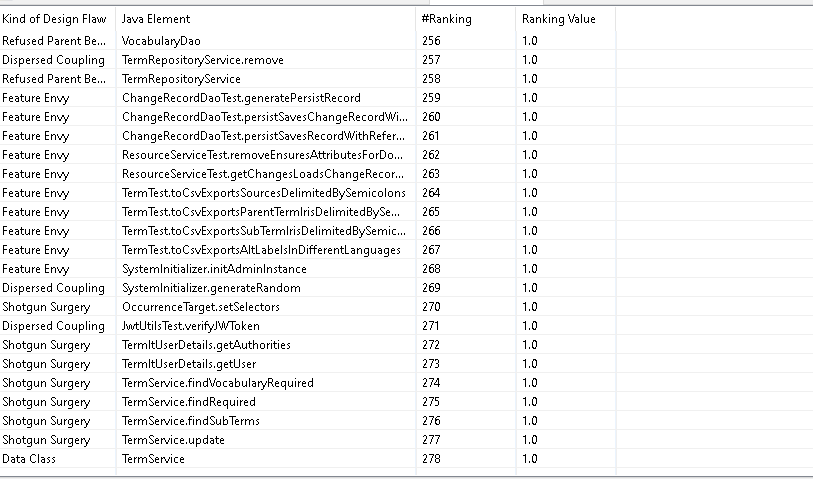 Kind of Design Flaw Java Element #Ranking Ranking Value
Refused Parent Be... VocabularyDao 256 1.0
Dispersed Coupling TermRepositoryService.remove 257 1.0
Refused Parent Be... TermRepositoryService 258 1.0
Feature Envy ChangeRecordDaoTest.generatePersistRecord 259 1.0
Feature Envy ChangeRecordDaoTest.persistSavesChangeRecordWi... 260 1.0
Feature Envy ChangeRecordDaoTest.persistSavesRecordWithRefer... 261 1.0
Feature Envy ResourceServiceTest.removeEnsuresAttributesForDo... 262 1.0
Feature Envy ResourceServiceTest.getChangesLoadsChangeRecor... 263 1.0
Feature Envy TermTest.toCsvExportsSourcesDelimitedBySemicolons 264 1.0
Feature Envy TermTest.toCsvExportsParentTermIrisDelimitedBySe... 265 1.0
Feature Envy TermTest.toCsvExportsSubTermIrisDelimitedBySemic... 266 1.0
Feature Envy TermTest.toCsvExportsAltLabelsInDifferentLanguages 267 1.0
Feature Envy SystemInitializer.initAdminInstance 268 1.0
Dispersed Coupling SystemInitializer.generateRandom 269 1.0
Shotgun Surgery OccurrenceTarget.setSelectors 270 1.0
Dispersed Coupling JwtUtilsTest.verifyJWToken 271 1.0
Shotgun Surgery TermItUserDetails.getAuthorities 272 1.0
Shotgun Surgery TermItUserDetails.getUser 273 1.0
Shotgun Surgery TermService.findVocabularyRequired 274 1.0
Shotgun Surgery TermService.findRequired 275 1.0
Shotgun Surgery TermService.findSubTerms 276 1.0
Shotgun Surgery TermService.update 277 1.0
Data Class TermService 278 1.0